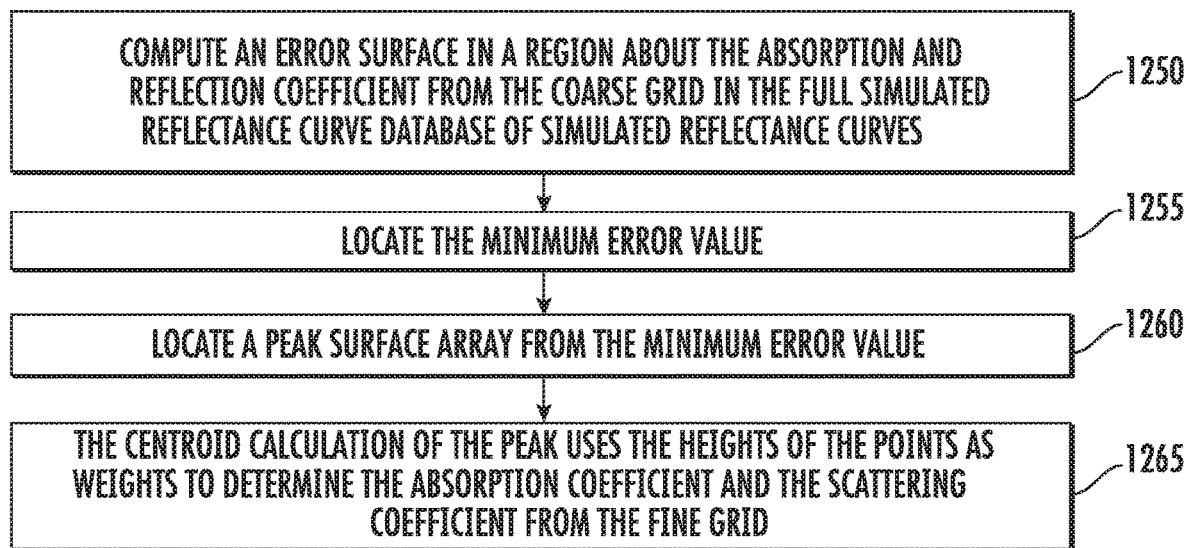 COMPUTE AN ERROR SURFACE IN A REGION ABOUT THE ABSORPTION AND
REFLECTION COEFFICIENT FROM THE COARSE GRID IN THE FULL SIMULATED
REFLECTANCE CURVE DATABASE OF SIMULATED REFLECTANCE CURVES
1250
LOCATE THE MINIMUM ERROR VALUE
1255
LOCATE A PEAK SURFACE ARRAY FROM THE MINIMUM ERROR VALUE
1260
THE CENTROID CALCULATION OF THE PEAK USES THE HEIGHTS OF THE POINTS AS
WEIGHTS TO DETERMINE THE ABSORPTION COEFFICIENT AND THE SCATTERING
COEFFICIENT FROM THE FINE GRID
1265